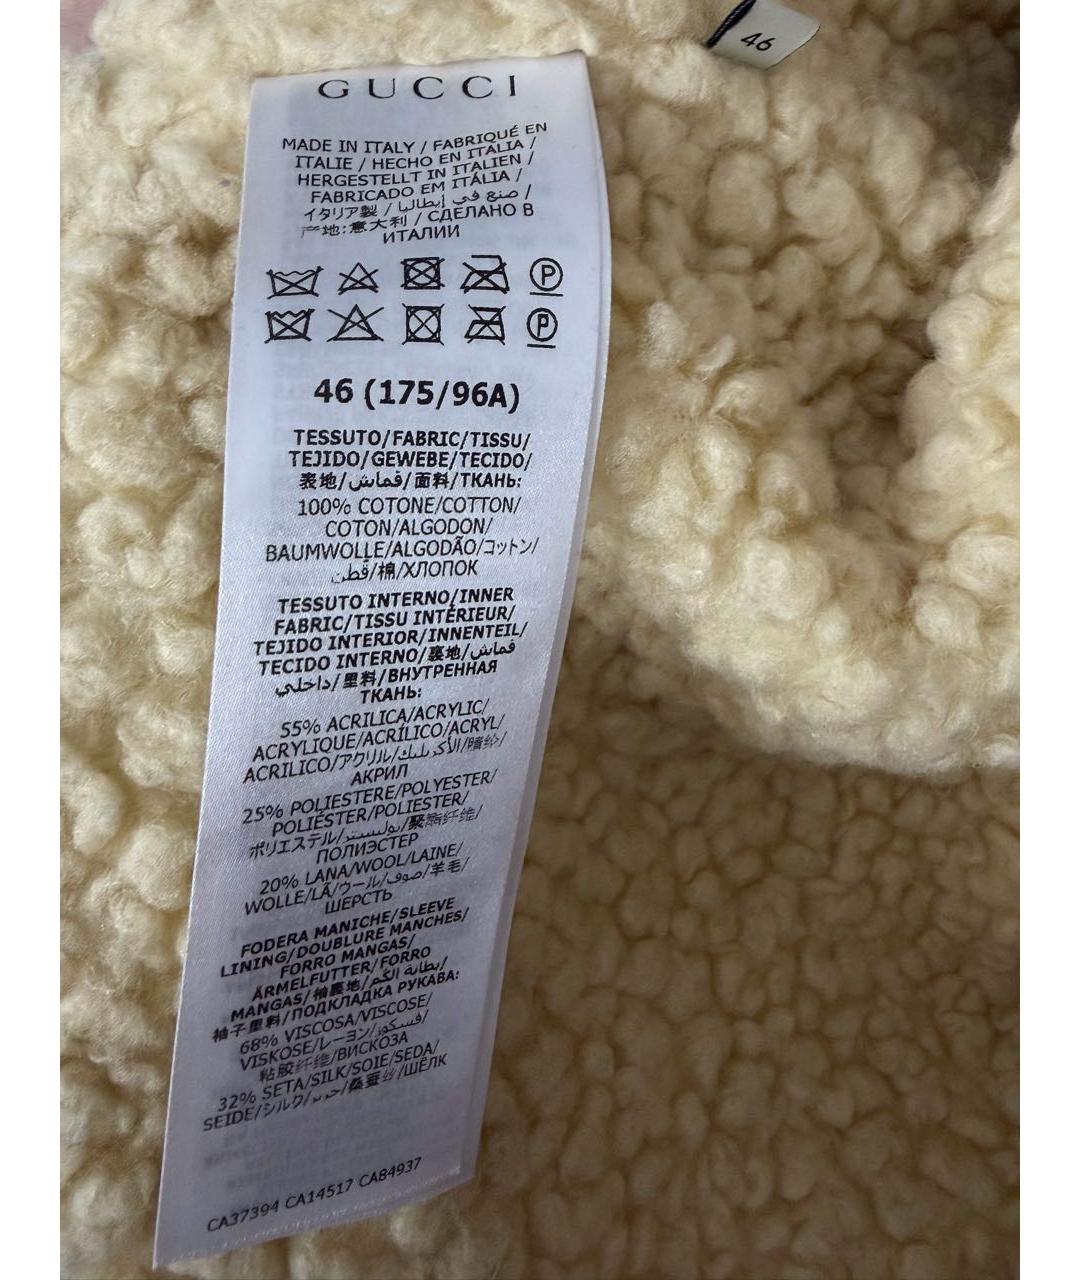 46
GUCCI
MADE IN ITALY / FABRIQUÉ EN
ITALIE / HECHO EN ITALIA /
HERGESTELLT IN ITALIEN /
FABRICADO EM ITÁLIA /
صنع في إيطاليا /
イタリア製 /
产地:意大利 / СДЕЛАНО В
ИТАЛИИ
P
P
46 (175/96A)
TESSUTO/FABRIC/TISSU/
TEJIDO/GEWEBE/TECIDO/
表地/قماش/面料/ТКАНЬ:
100% COTONE/COTTON/
COTON/ALGODON/
BAUMWOLLE/ALGODÃO/コットン/
قطن/棉/ХЛОПОК
TESSUTO INTERNO/INNER
FABRIC/TISSU INTÉRIEUR/
TEJIDO INTERIOR/INNENTEIL/
TECIDO INTERNO/裏地/قماش
داخلي/里料/ВНУТРЕННАЯ
ТКАНЬ:
55% ACRILICA/ACRYLIC/
ACRYLIQUE/ACRÍLICO/ACRYL/
ACRILICO/アクリル/الأكريليك/腈纶/
АКРИЛ
25% POLIESTERE/POLYESTER/
POLIÉSTER/POLIESTER/
ポリエステル/بوليستر/聚酯纤维/
ПОЛИЭСТЕР
20% LANA/WOOL/LAINE/
WOLLE/LÃ/ウール/صوف/羊毛/
ШЕРСТЬ
FODERA MANICHE/SLEEVE
LINING/DOUBLURE MANCHES/
FORRO MANGAS/
ÄRMELFUTTER/FORRO
MANGAS/袖裏地/بطانة الكم/
袖子里料/ПОДКЛАДКА РУКАВА:
68% VISCOSA/VISCOSE/
VISKOSE/レーヨン/فسكوز/
粘胶纤维/ВИСКОЗА
32% SETA/SILK/SOIE/SEDA/
SEIDE/シルク/حرير/桑蚕丝/ШЁЛК
CA37394 CA14517 CA84937